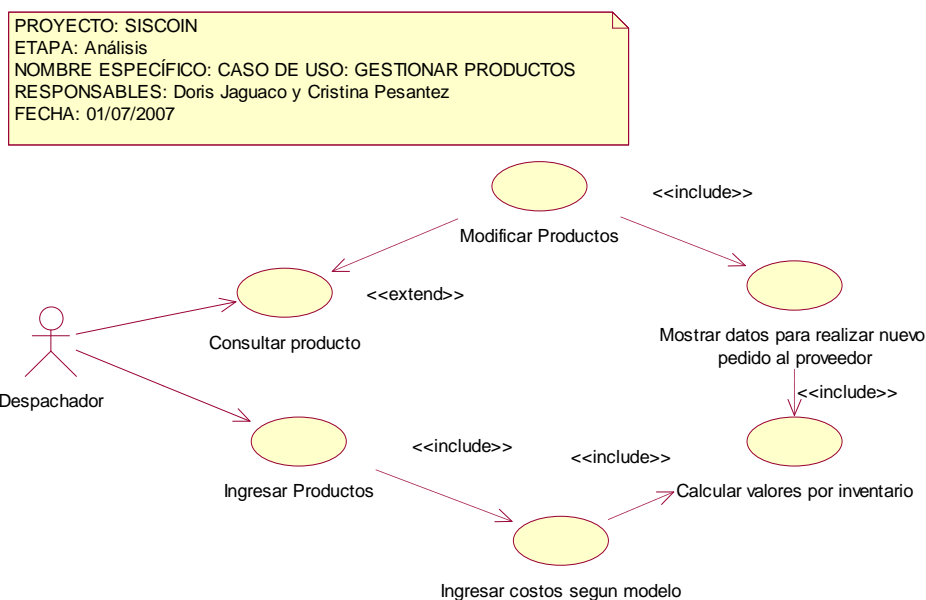 PROYECTO: SISCOIN
ETAPA: Análisis
NOMBRE ESPECÍFICO: CASO DE USO: GESTIONAR PRODUCTOS
RESPONSABLES: Doris Jaguaco y Cristina Pesantez
FECHA: 01/07/2007
<<include>>
Modificar Productos
<<extend>>
Consultar producto
Mostrar datos para realizar nuevo
pedido al proveedor
<<include>>
Despachador
<<include>>
<<include>>
Ingresar Productos
Calcular valores por inventario
Ingresar costos segun modelo